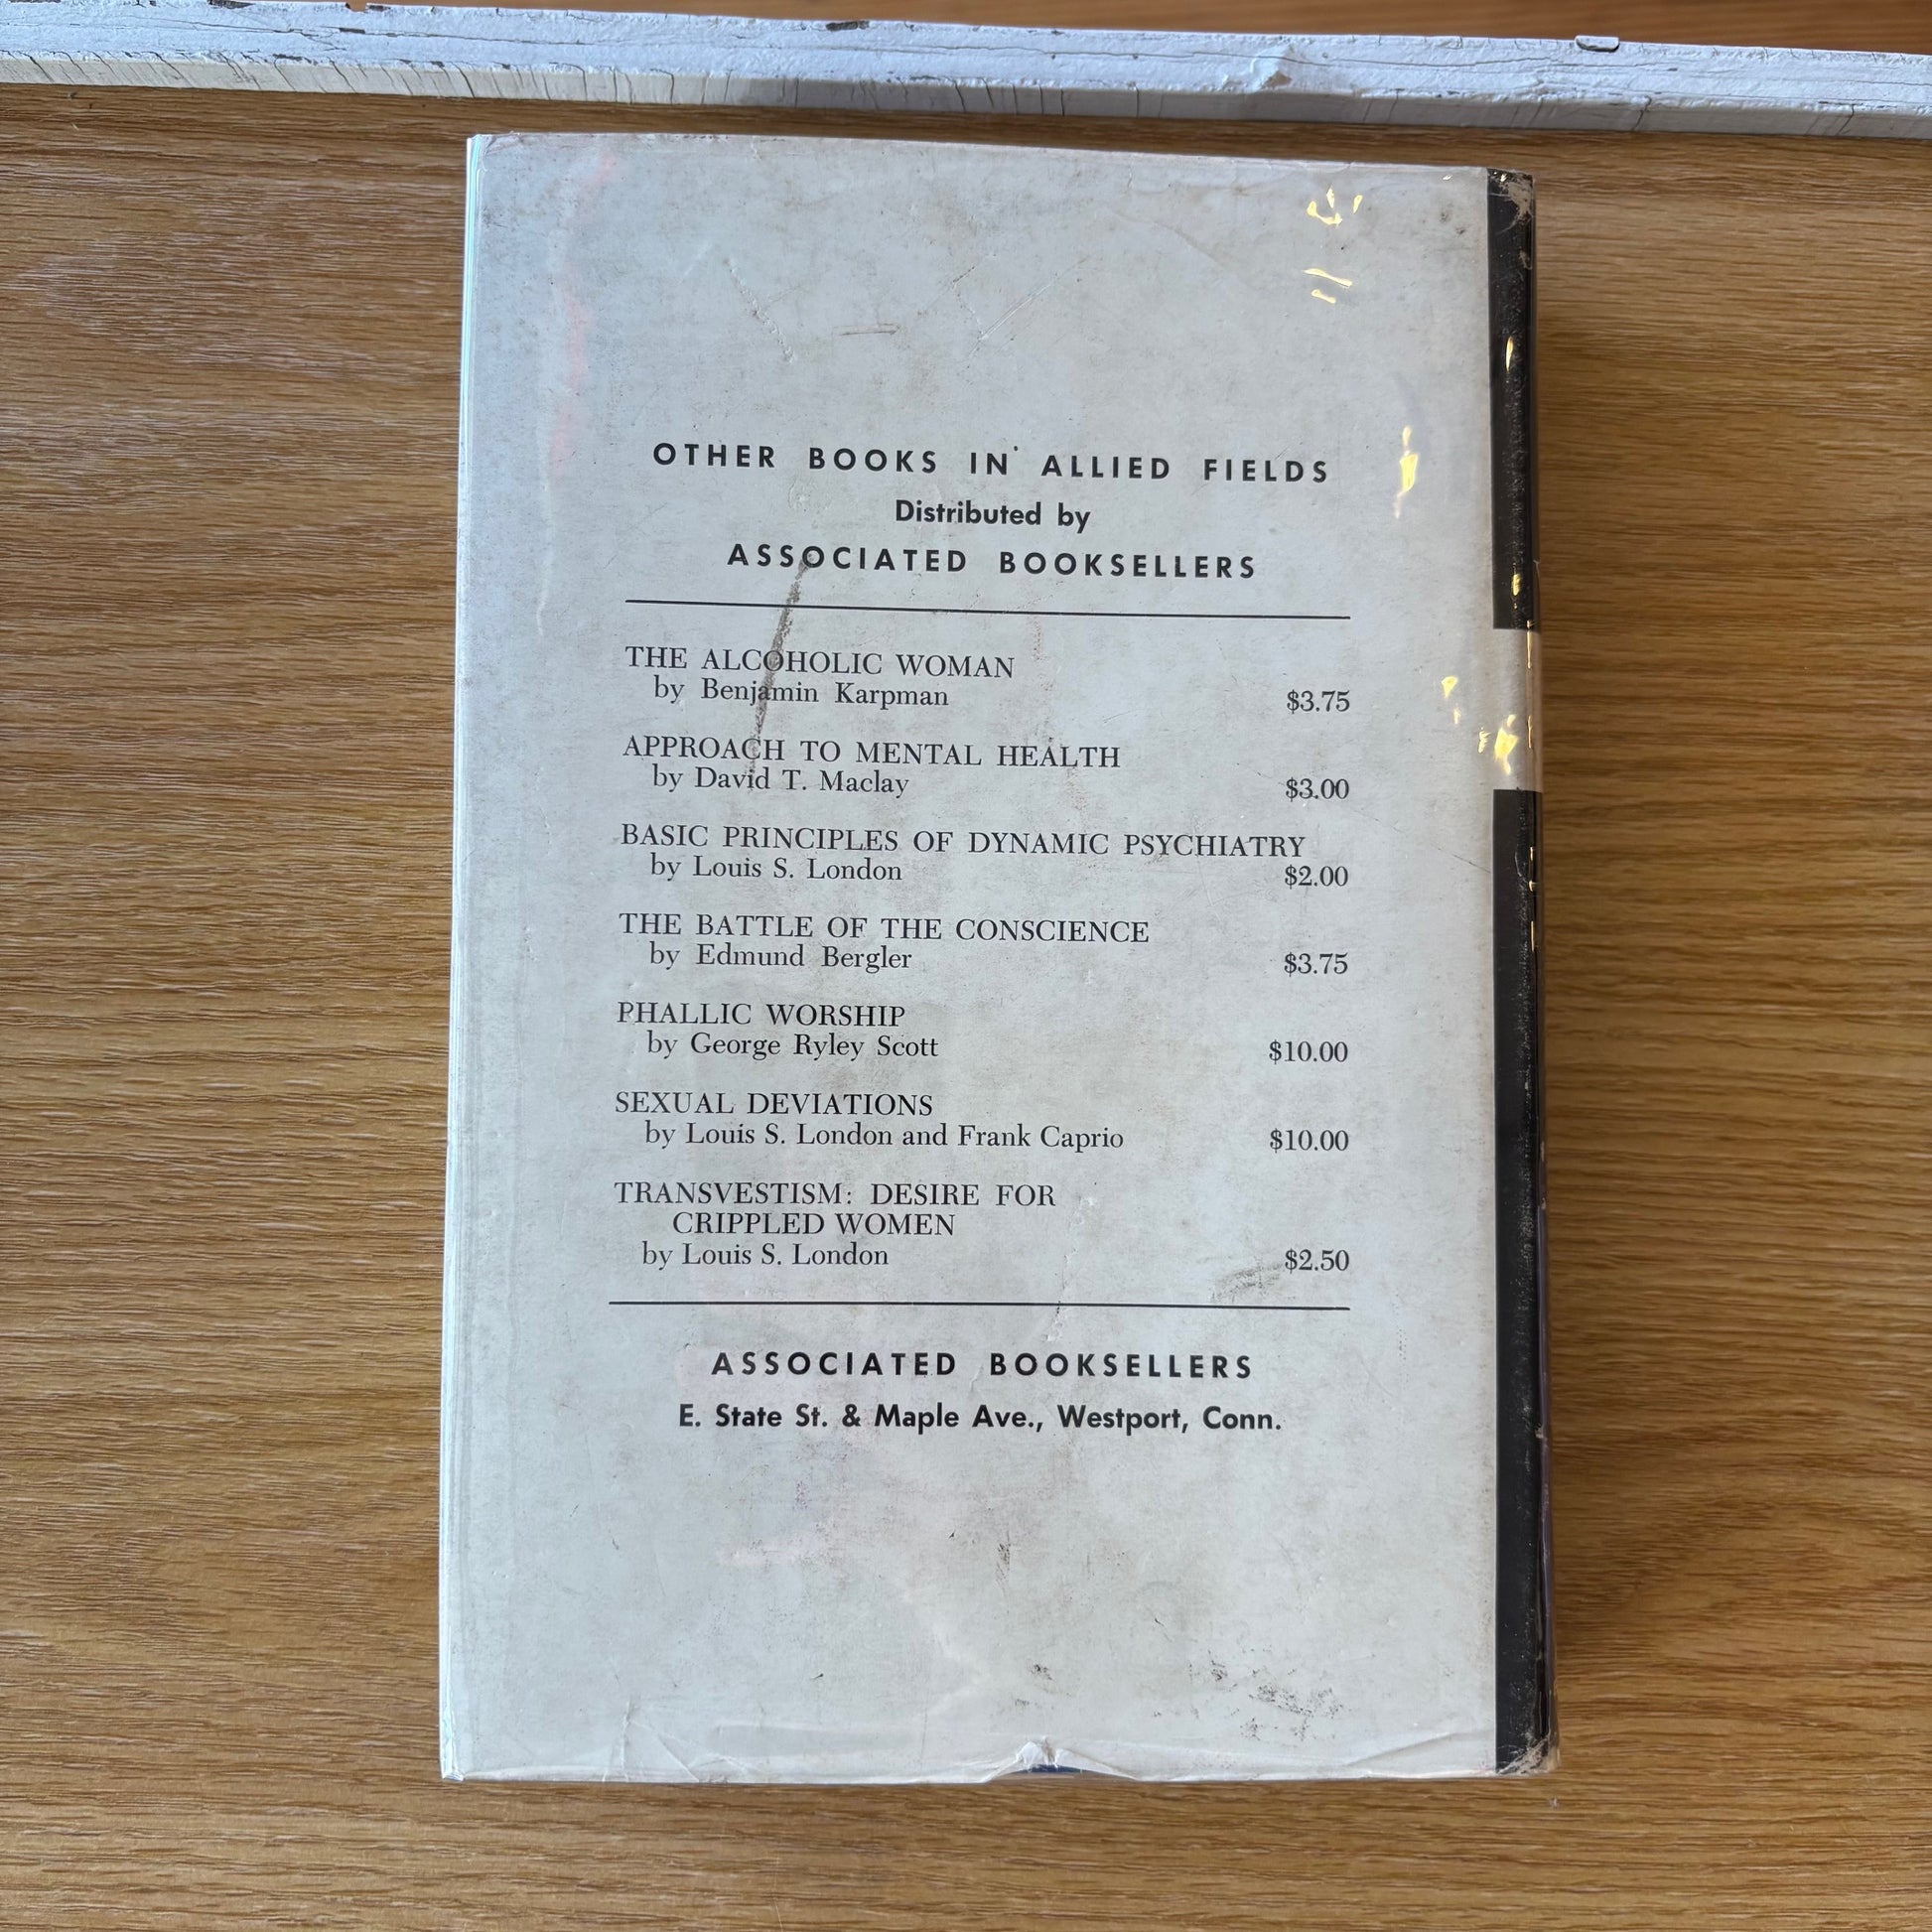 OTHER BOOKS IN ALLIED FIELDS
Distributed by
ASSOCIATED BOOKSELLERS
THE ALCOHOLIC WOMAN
by Benjamin Karpman $3.75
APPROACH TO MENTAL HEALTH
by David T. Maclay $3.00
BASIC PRINCIPLES OF DYNAMIC PSYCHIATRY
by Louis S. London $2.00
THE BATTLE OF THE CONSCIENCE
by Edmund Bergler $3.75
PHALLIC WORSHIP
by George Ryley Scott $10.00
SEXUAL DEVIATIONS
by Louis S. London and Frank Caprio $10.00
TRANSVESTISM: DESIRE FOR
CRIPPLED WOMEN
by Louis S. London $2.50
ASSOCIATED BOOKSELLERS
E. State St. & Maple Ave., Westport, Conn.